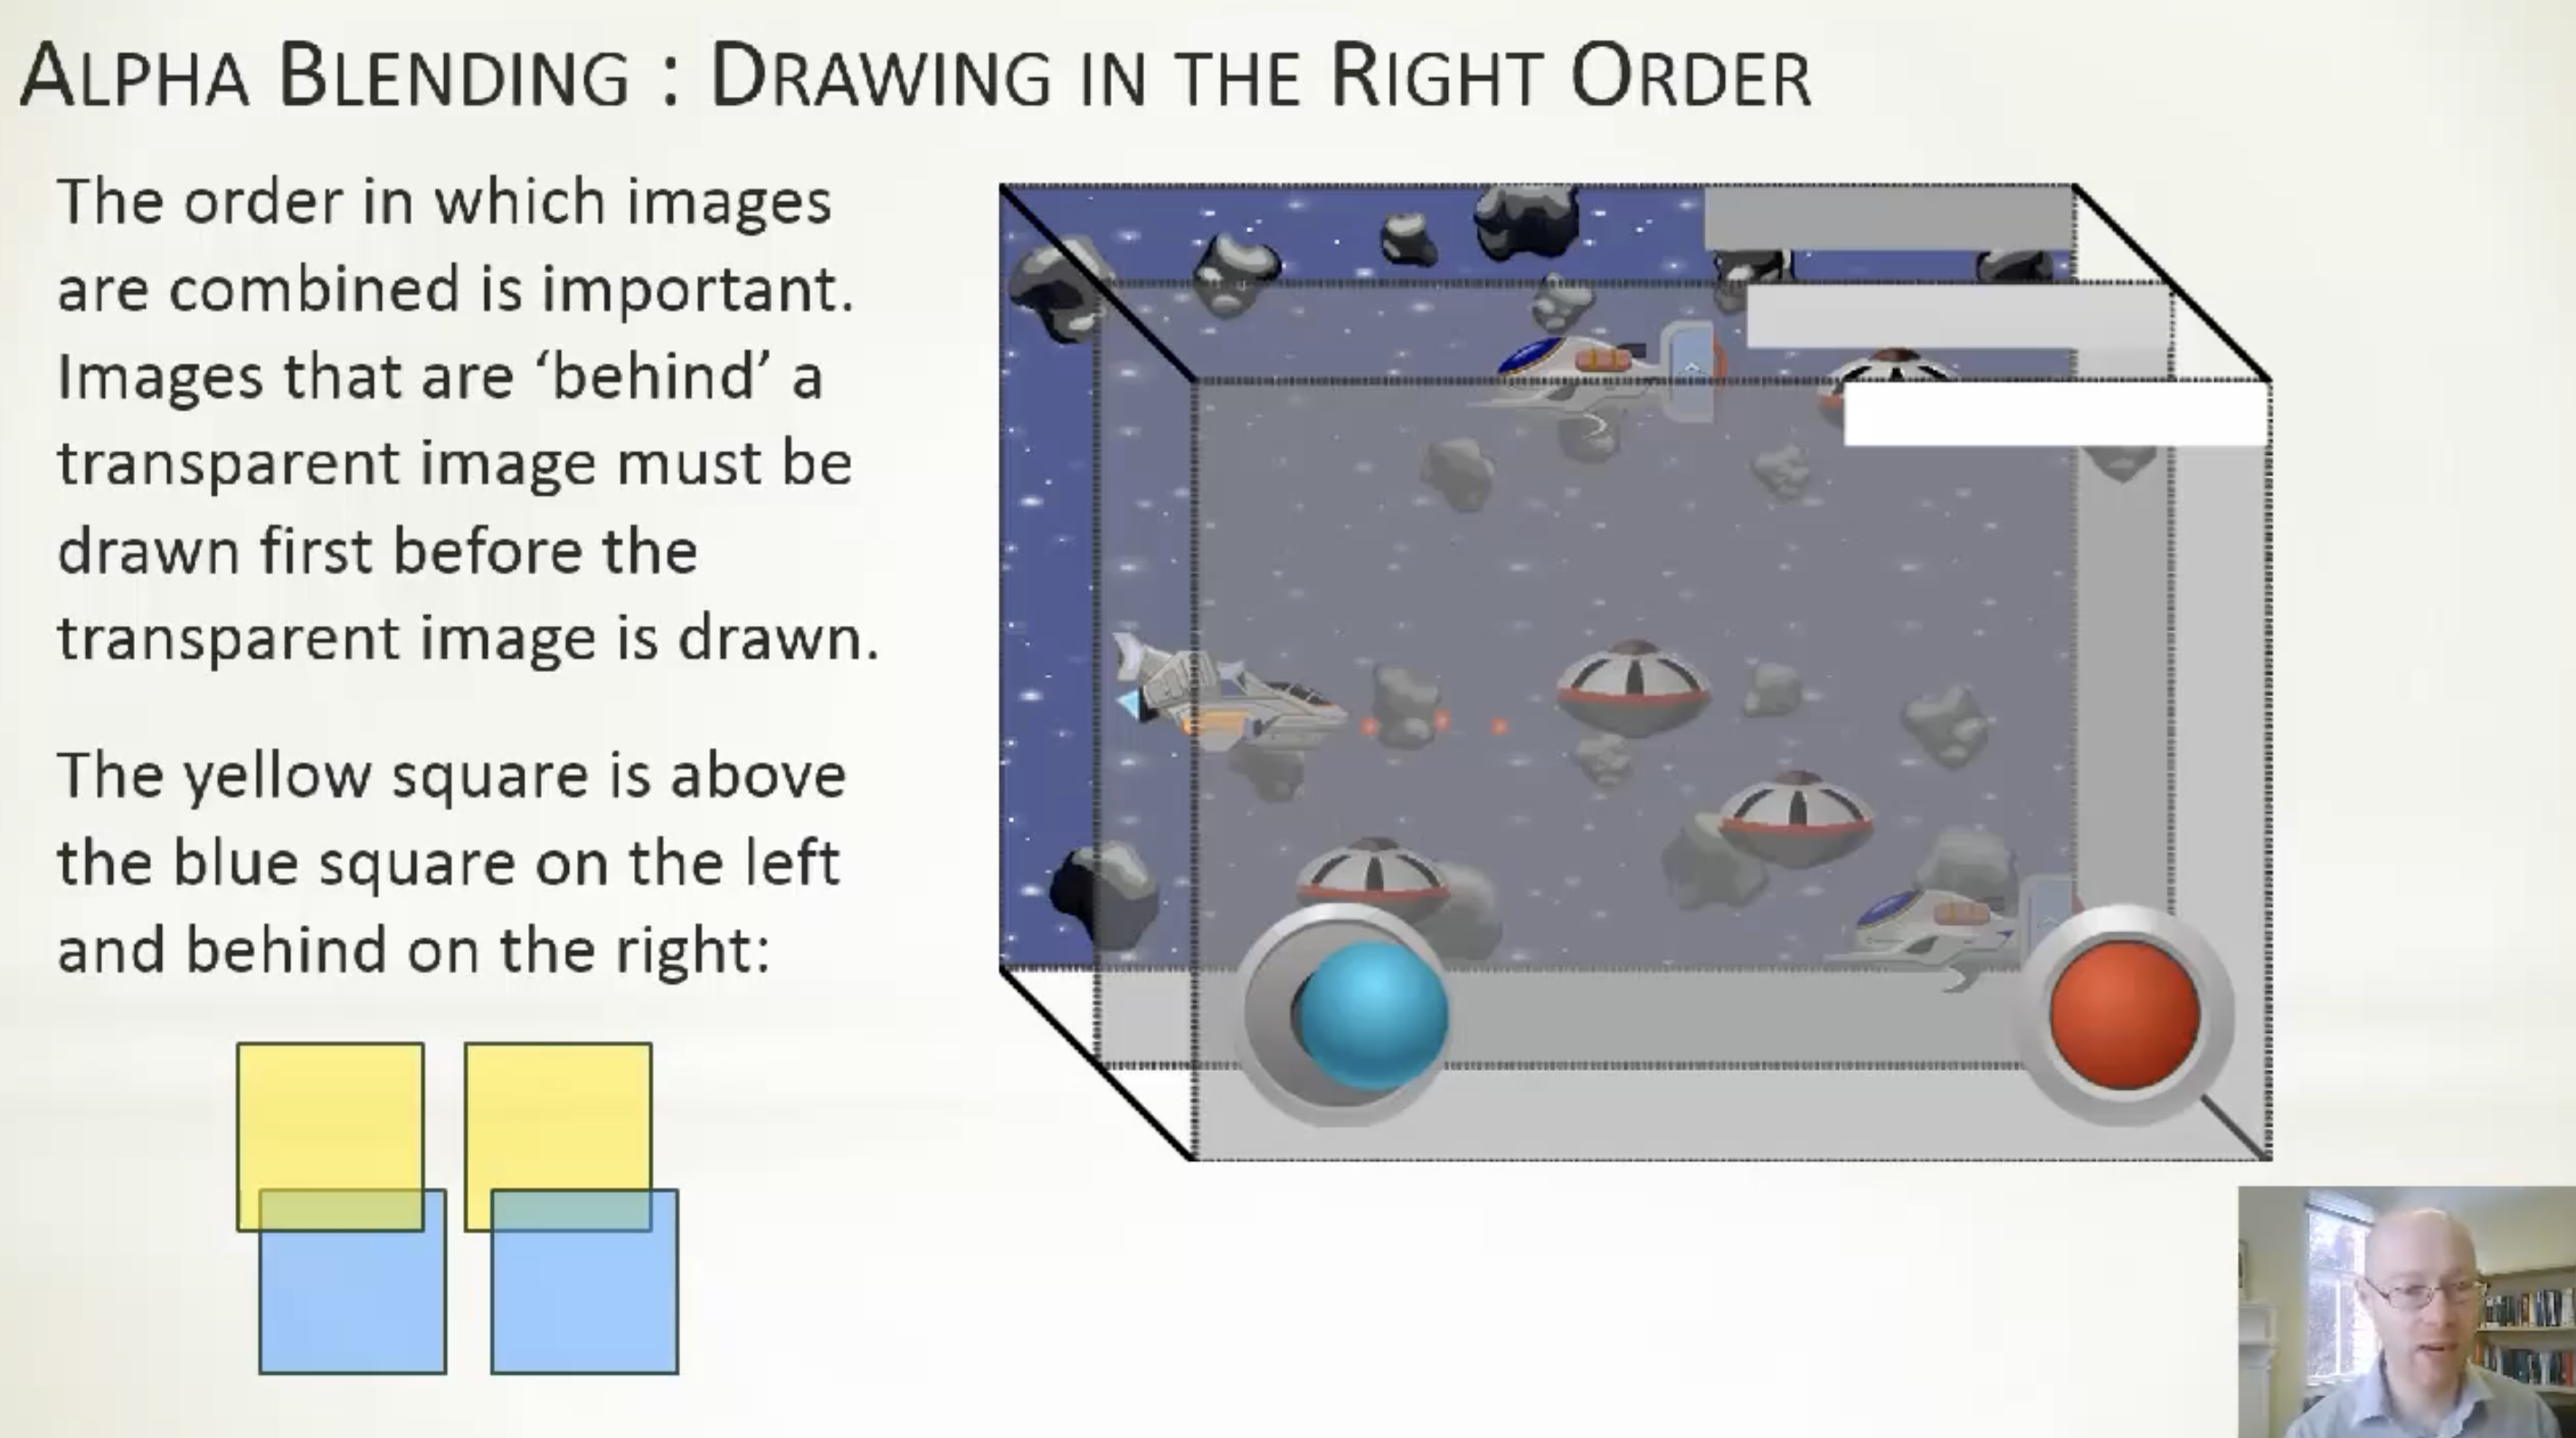 ALPHA BLENDING : DRAWING IN THE RIGHT ORDER
The order in which images
are combined is important.
Images that are ‘behind’ a
transparent image must be
drawn first before the
transparent image is drawn.
The yellow square is above
the blue square on the left
and behind on the right: